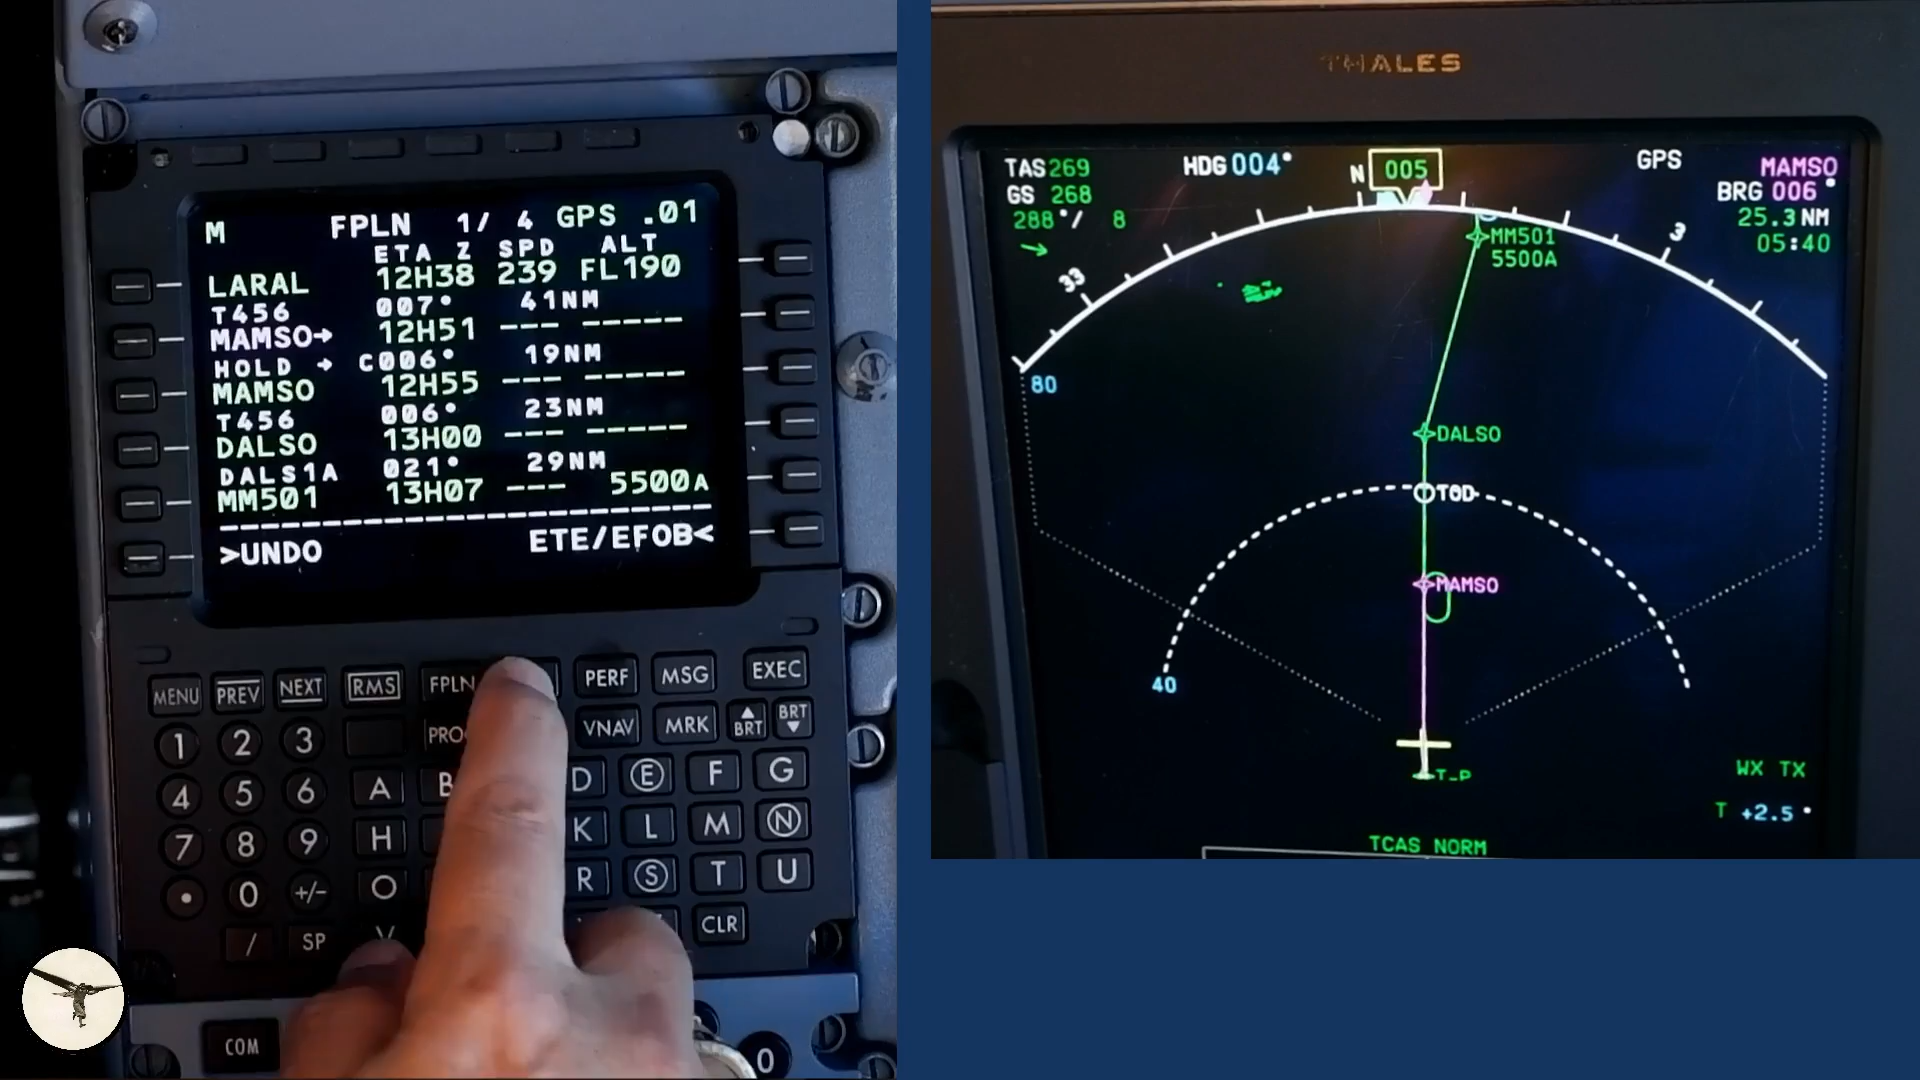 M FPLN 1/ 4 GPS .01
ETA Z SPD ALT
LARAL 12H38 239 FL190
T456 007° 41NM
MAMSO→ 12H51 --- -----
HOLD → C006° 19NM
MAMSO 12H55 --- -----
T456 006° 23NM
DALSO 13H00 --- -----
DALS1A 021° 29NM
MM501 13H07 --- 5500A
>UNDO ETE/EFOB<
MENU PREV NEXT RMS FPLN PERF MSG EXEC
1 2 3 VNAV MRK BRT BRT
4 5 6 A B D E F G
7 8 9 H K L M N
0 +/- O R S T U
/ SP V CLR
COM
0
THALES
TAS 269
GS 268
288°/ 8
HDG 004°
N 005
GPS
MAMSO
BRG 006°
25.3 NM
05:40
33
3
MM501
5500A
80
DALSO
TOD
MAMSO
40
T-P
WX TX
T +2.5°
TCAS NORM